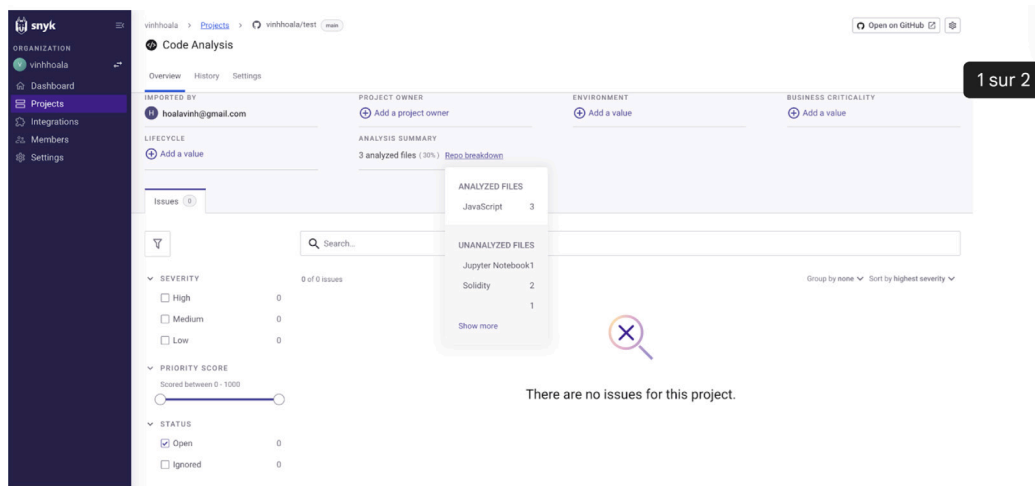 snyk
ORGANIZATION
vinhhoala
Dashboard
Projects
Integrations
Members
Settings
vinhhoala > Projects > vinhhoala/test main
Open on GitHub
Code Analysis
Overview History Settings
1 sur 2
IMPORTED BY
hoalavinh@gmail.com
PROJECT OWNER
Add a project owner
ENVIRONMENT
Add a value
BUSINESS CRITICALITY
Add a value
LIFECYCLE
Add a value
ANALYSIS SUMMARY
3 analyzed files (30%) Repo breakdown
ANALYZED FILES
JavaScript 3
UNANALYZED FILES
Jupyter Notebook1
Solidity 2
1
Show more
Issues 0
Search...
SEVERITY
High 0
Medium 0
Low 0
PRIORITY SCORE
Scored between 0 - 1000
STATUS
Open 0
Ignored 0
0 of 0 issues
Group by none Sort by highest severity
There are no issues for this project.